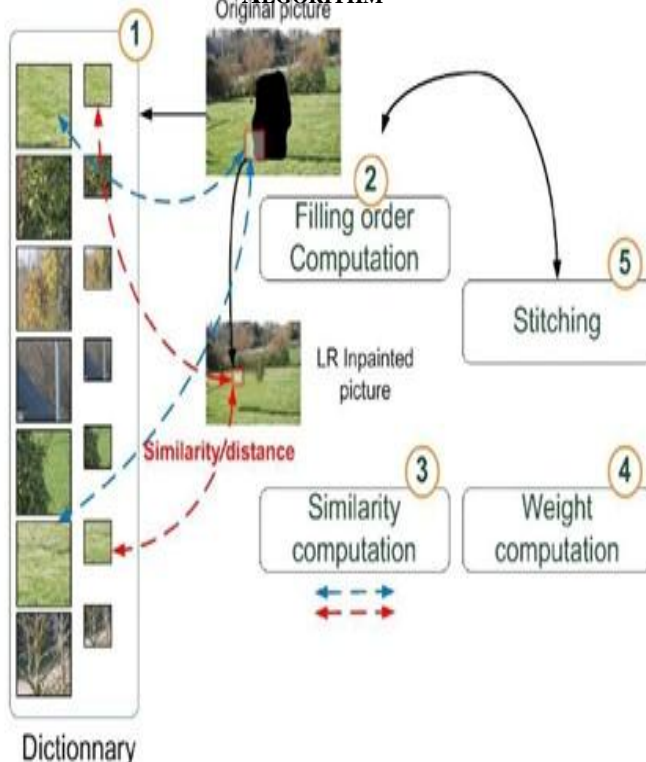 ALGORITHM
Original picture
1
2
Filling order
Computation
5
Stitching
LR Inpainted
picture
Similarity/distance
3
Similarity
computation
4
Weight
computation
Dictionnary